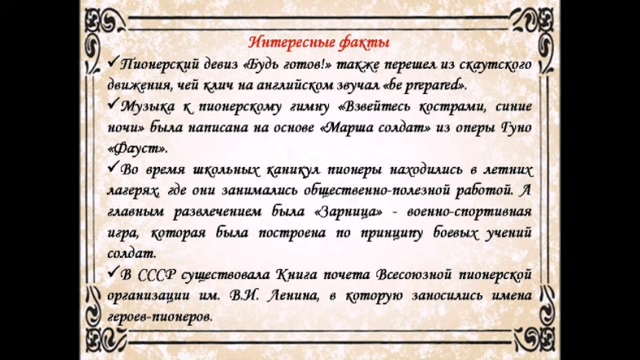 Интересные факты
✓Пионерский девиз «Будь готов!» также перешел из скаутского
движения, чей клич на английском звучал «be prepared».
✓Музыка к пионерскому гимну «Взвейтесь кострами, синие
ночи» была написана на основе «Марша солдат» из оперы Гуно
«Фауст».
✓Во время школьных каникул пионеры находились в летних
лагерях, где они занимались общественно-полезной работой. А
главным развлечением была «Зарница» - военно-спортивная
игра, которая была построена по принципу боевых учений
солдат.
✓В СССР существовала Книга почета Всесоюзной пионерской
организации им. В.И. Ленина, в которую заносились имена
героев-пионеров.